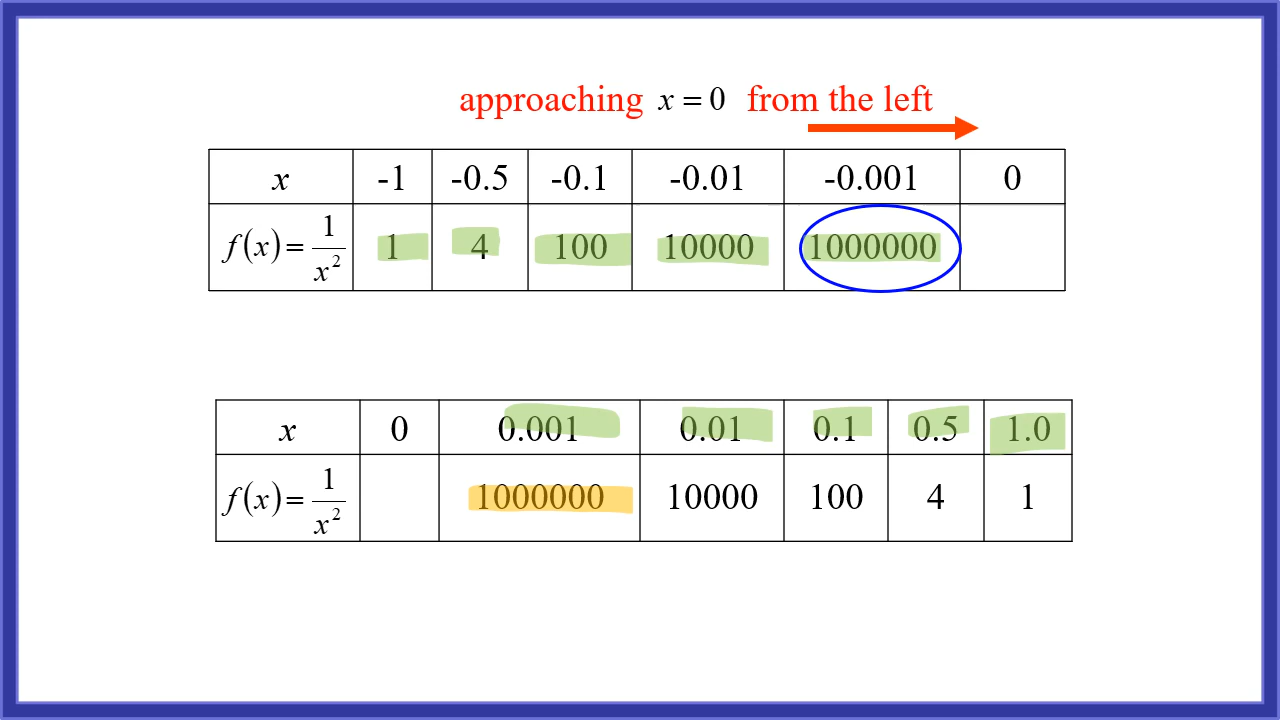 approaching x = 0 from the left
x -1 -0.5 -0.1 -0.01 -0.001 0
f(x) = 1/x² 1 4 100 10000 1000000
x 0 0.001 0.01 0.1 0.5 1.0
f(x) = 1/x² 1000000 10000 100 4 1